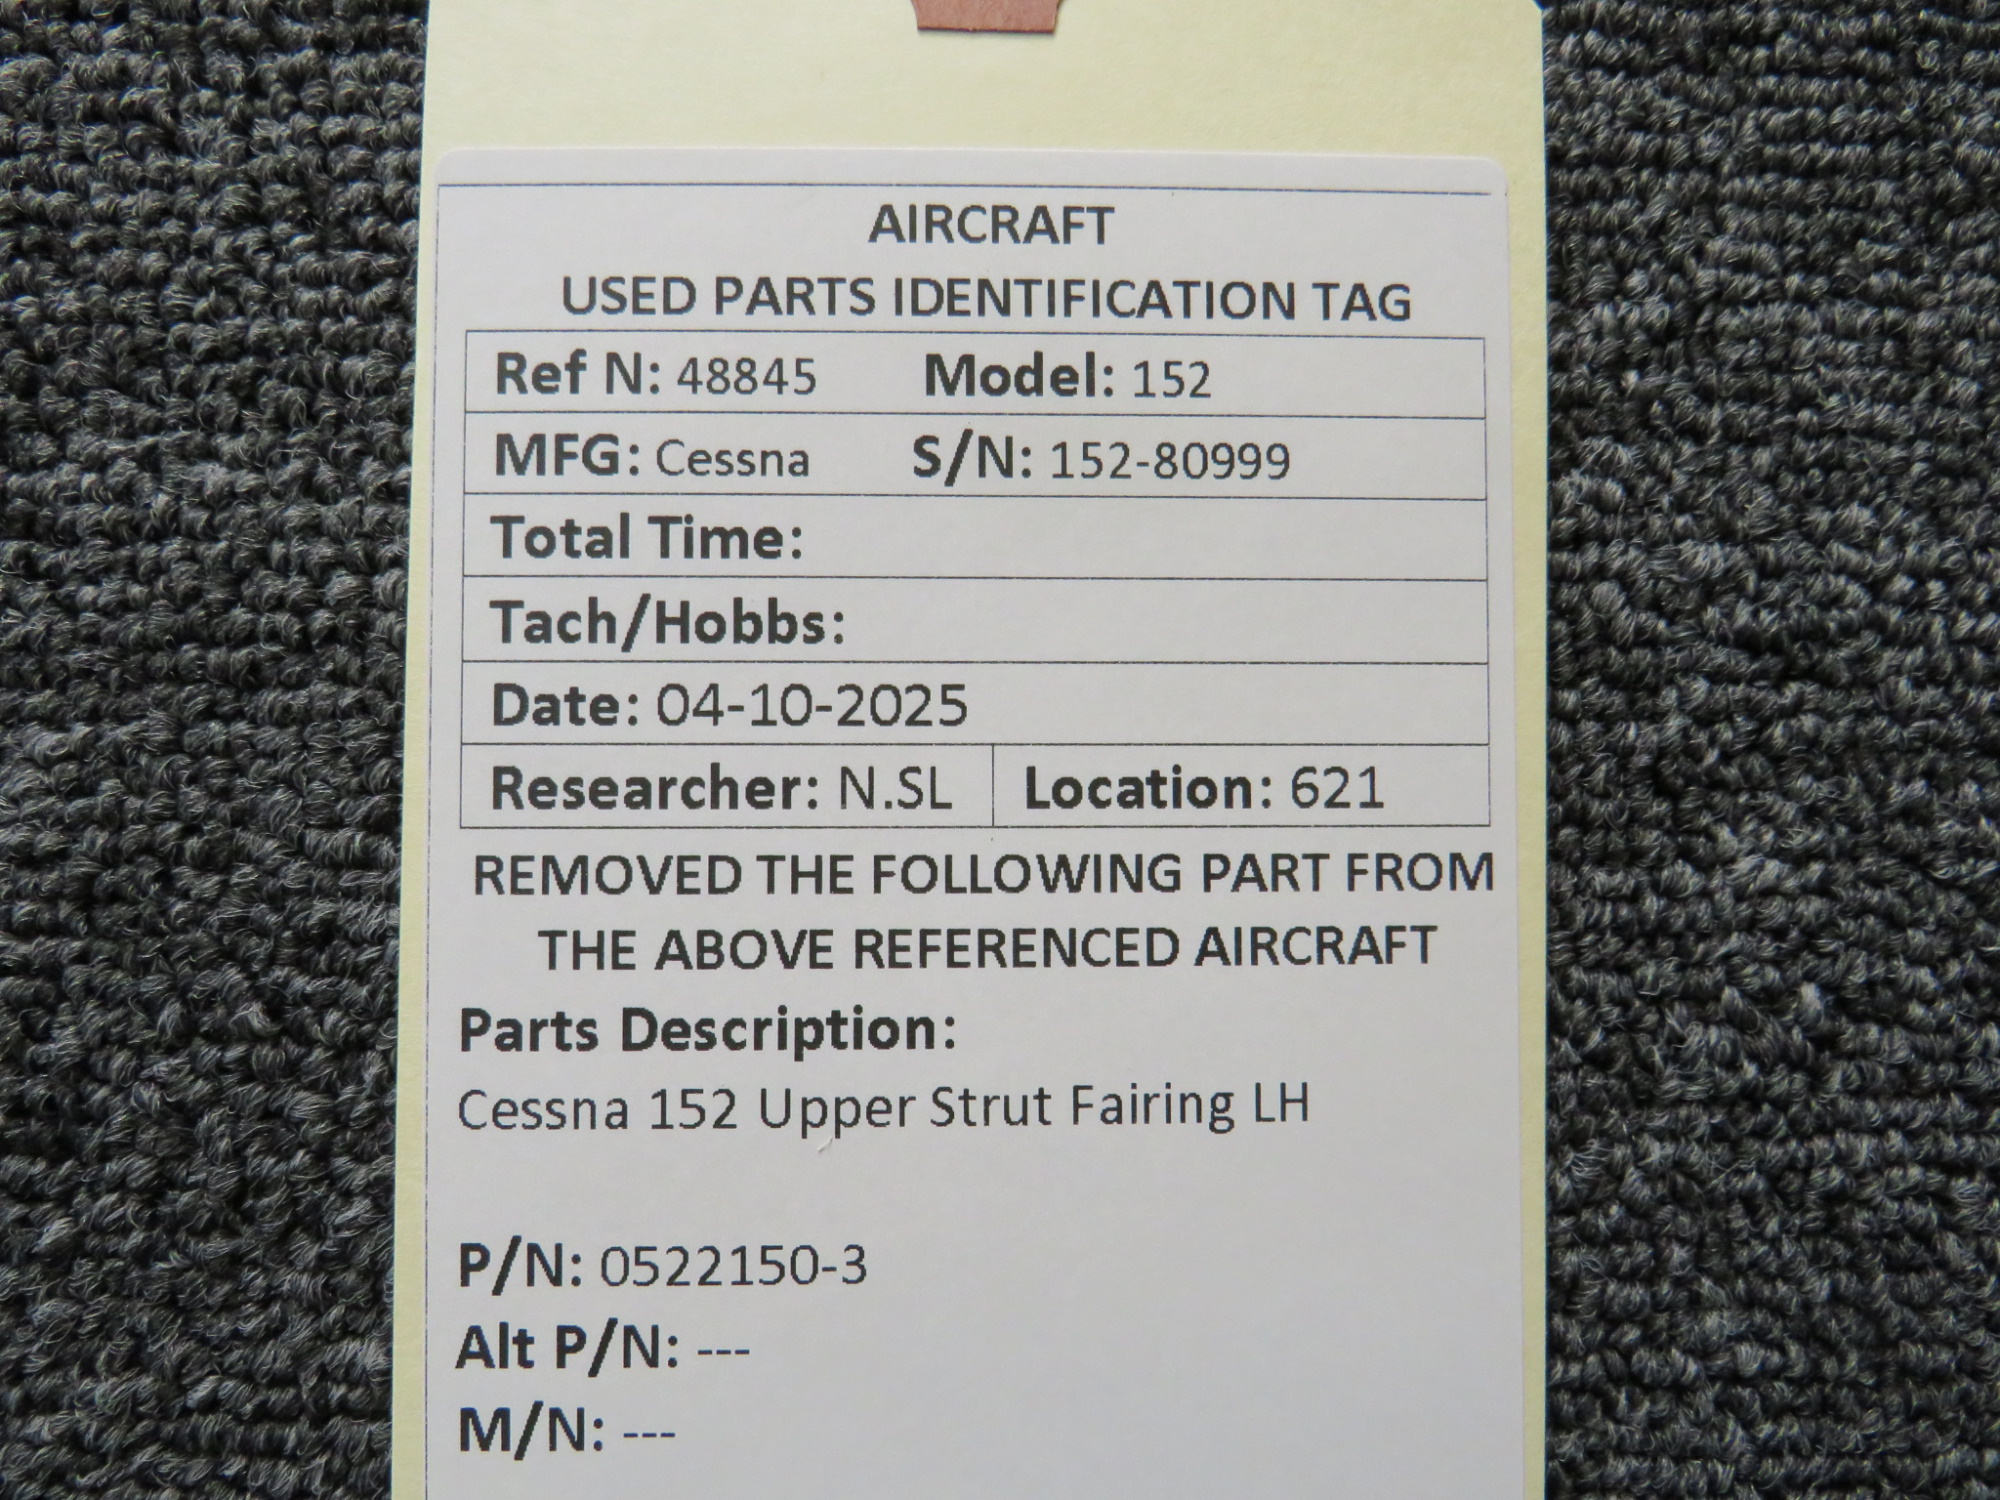 AIRCRAFT
USED PARTS IDENTIFICATION TAG
Ref N: 48845 Model: 152
MFG: Cessna S/N: 152-80999
Total Time:
Tach/Hobbs:
Date: 04-10-2025
Researcher: N.SL Location: 621
REMOVED THE FOLLOWING PART FROM
THE ABOVE REFERENCED AIRCRAFT
Parts Description:
Cessna 152 Upper Strut Fairing LH
P/N: 0522150-3
Alt P/N: ---
M/N: ---